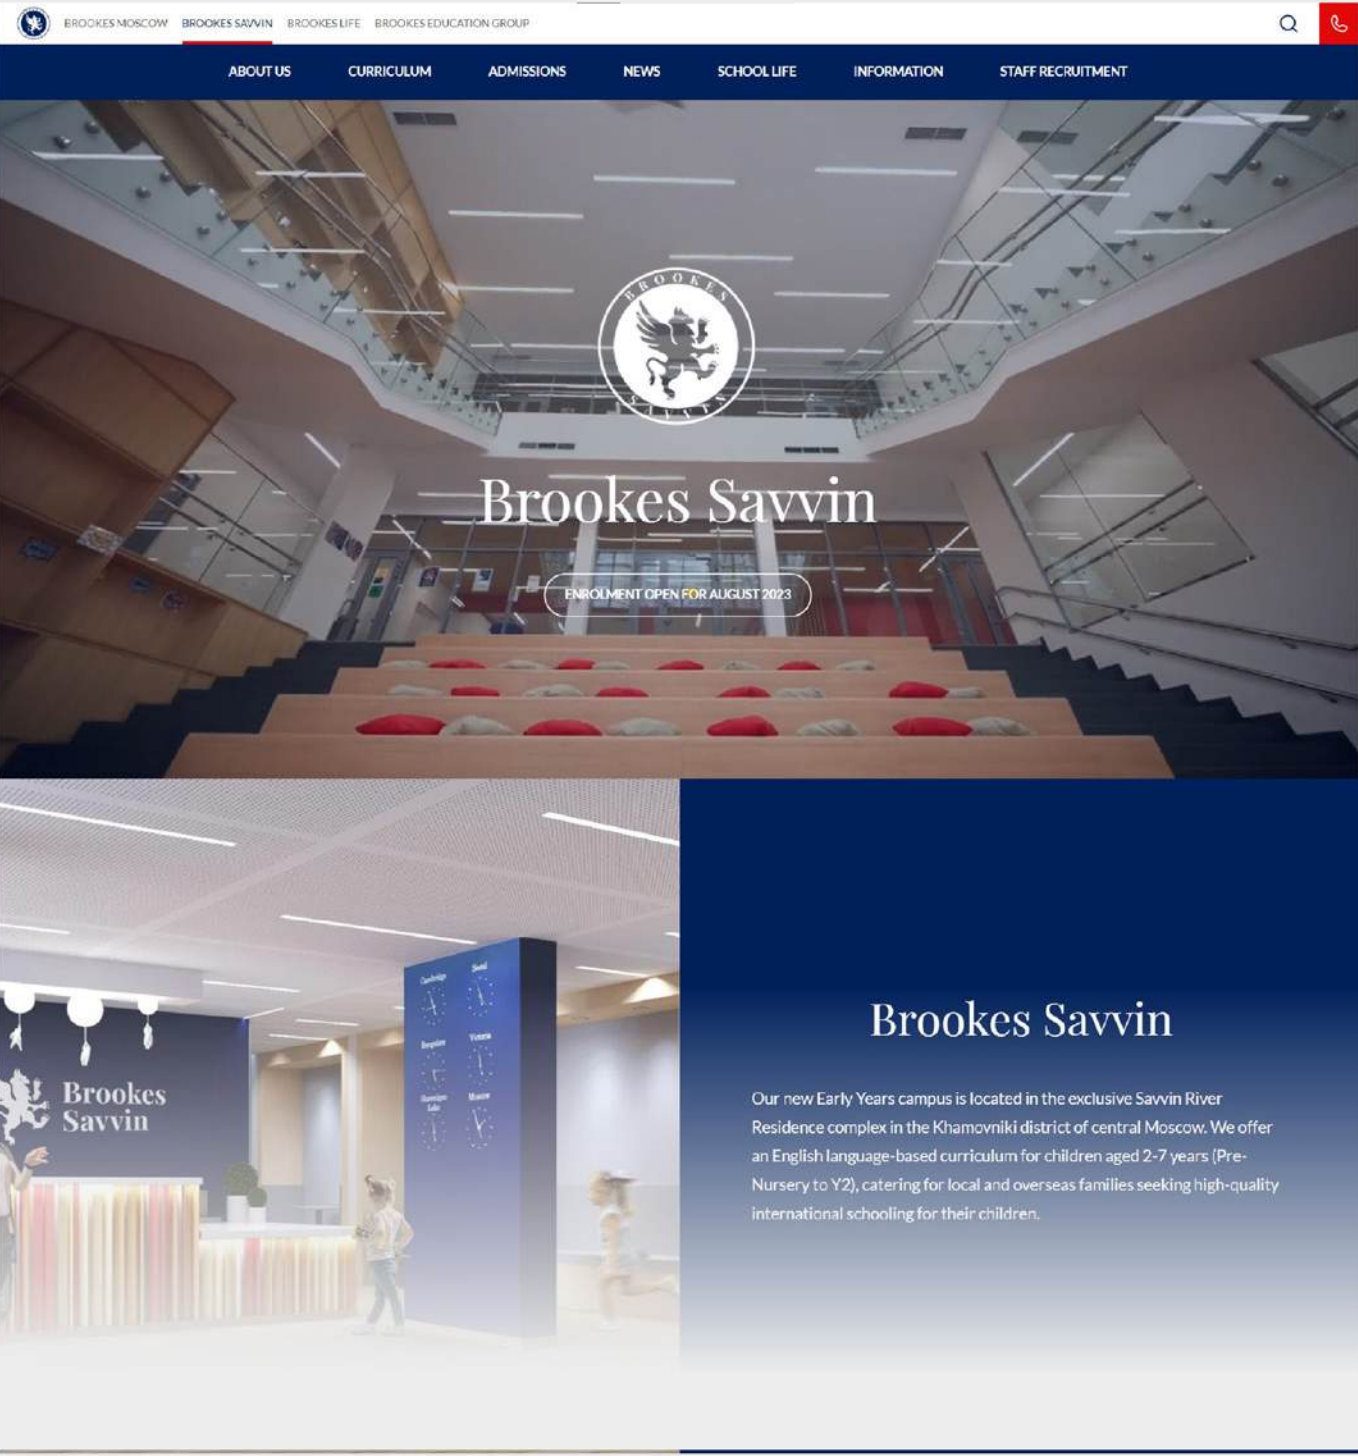 BROOKES MOSCOW BROOKES SAVVIN BROOKES LIFE BROOKES EDUCATION GROUP
ABOUT US CURRICULUM ADMISSIONS NEWS SCHOOL LIFE INFORMATION STAFF RECRUITMENT
BROOKES
SAVVIN
Brookes Savvin
ENROLMENT OPEN FOR AUGUST 2023
Cambridge Seoul
Victoria
Moscow
Brookes
Savvin
Brookes Savvin
Our new Early Years campus is located in the exclusive Savvin River
Residence complex in the Khamovniki district of central Moscow. We offer
an English language-based curriculum for children aged 2-7 years (Pre-
Nursery to Y2), catering for local and overseas families seeking high-quality
international schooling for their children.